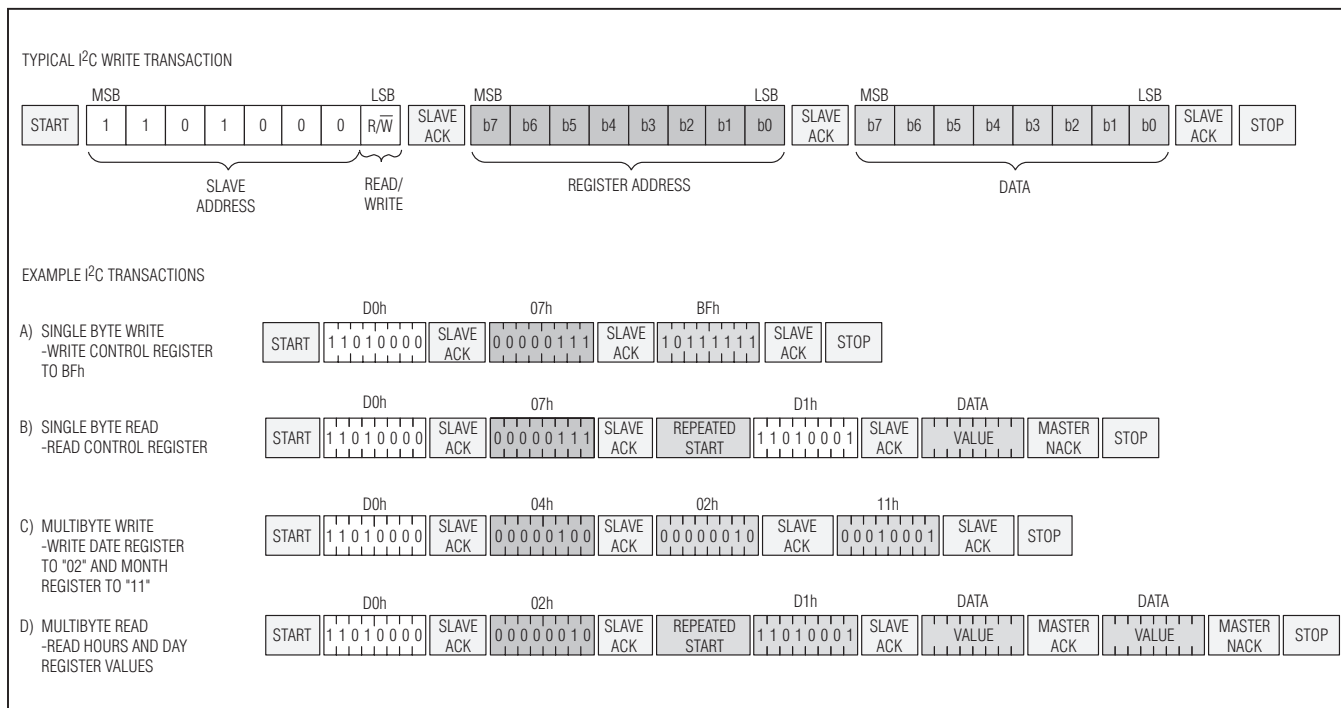 TYPICAL I2C WRITE TRANSACTION
MSB LSB MSB LSB MSB LSB
START 1 1 0 1 0 0 0 R/W̅ SLAVE ACK b7 b6 b5 b4 b3 b2 b1 b0 SLAVE ACK b7 b6 b5 b4 b3 b2 b1 b0 SLAVE ACK STOP
SLAVE ADDRESS READ/WRITE REGISTER ADDRESS DATA
EXAMPLE I2C TRANSACTIONS
D0h 07h BFh
A) SINGLE BYTE WRITE
-WRITE CONTROL REGISTER
TO BFh
START 11010000 SLAVE ACK 00000111 SLAVE ACK 10111111 SLAVE ACK STOP
D0h 07h D1h DATA
B) SINGLE BYTE READ
-READ CONTROL REGISTER
START 11010000 SLAVE ACK 00000111 SLAVE ACK REPEATED START 11010001 SLAVE ACK VALUE MASTER NACK STOP
D0h 04h 02h 11h
C) MULTIBYTE WRITE
-WRITE DATE REGISTER
TO "02" AND MONTH
REGISTER TO "11"
START 11010000 SLAVE ACK 00000100 SLAVE ACK 00000010 SLAVE ACK 00010001 SLAVE ACK STOP
D0h 02h D1h DATA DATA
D) MULTIBYTE READ
-READ HOURS AND DAY
REGISTER VALUES
START 11010000 SLAVE ACK 00000010 SLAVE ACK REPEATED START 11010001 SLAVE ACK VALUE MASTER ACK VALUE MASTER NACK STOP